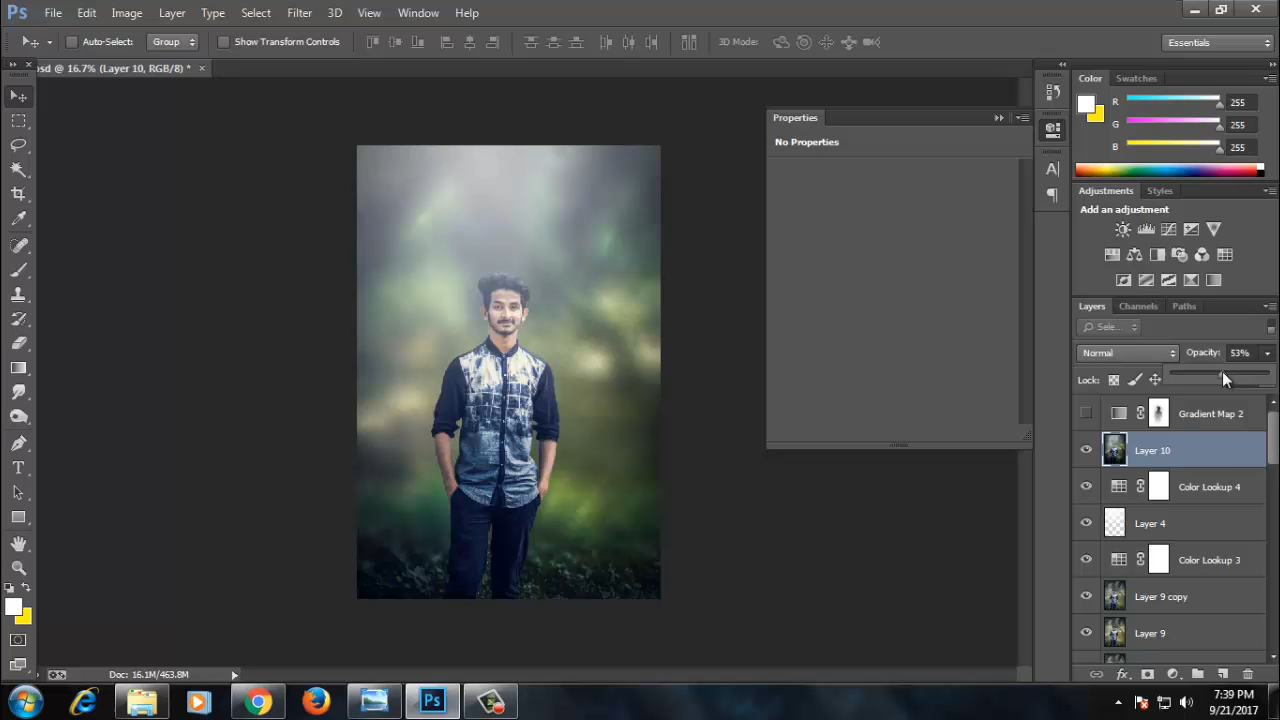 Ps File Edit Image Layer Type Select Filter 3D View Window Help
Auto-Select: Group Show Transform Controls 3D Mode: Essentials
psd @ 16.7% (Layer 10, RGB/8) * ×
Color Swatches
R 255
G 255
B 255
Properties
No Properties
Adjustments Styles
Add an adjustment
Layers Channels Paths
Sele...
Normal Opacity: 53%
Lock:
Gradient Map 2
Layer 10
Color Lookup 4
Layer 4
Color Lookup 3
Layer 9 copy
Layer 9
Doc: 16.1M/463.8M
Ps
7:39 PM
9/21/2017